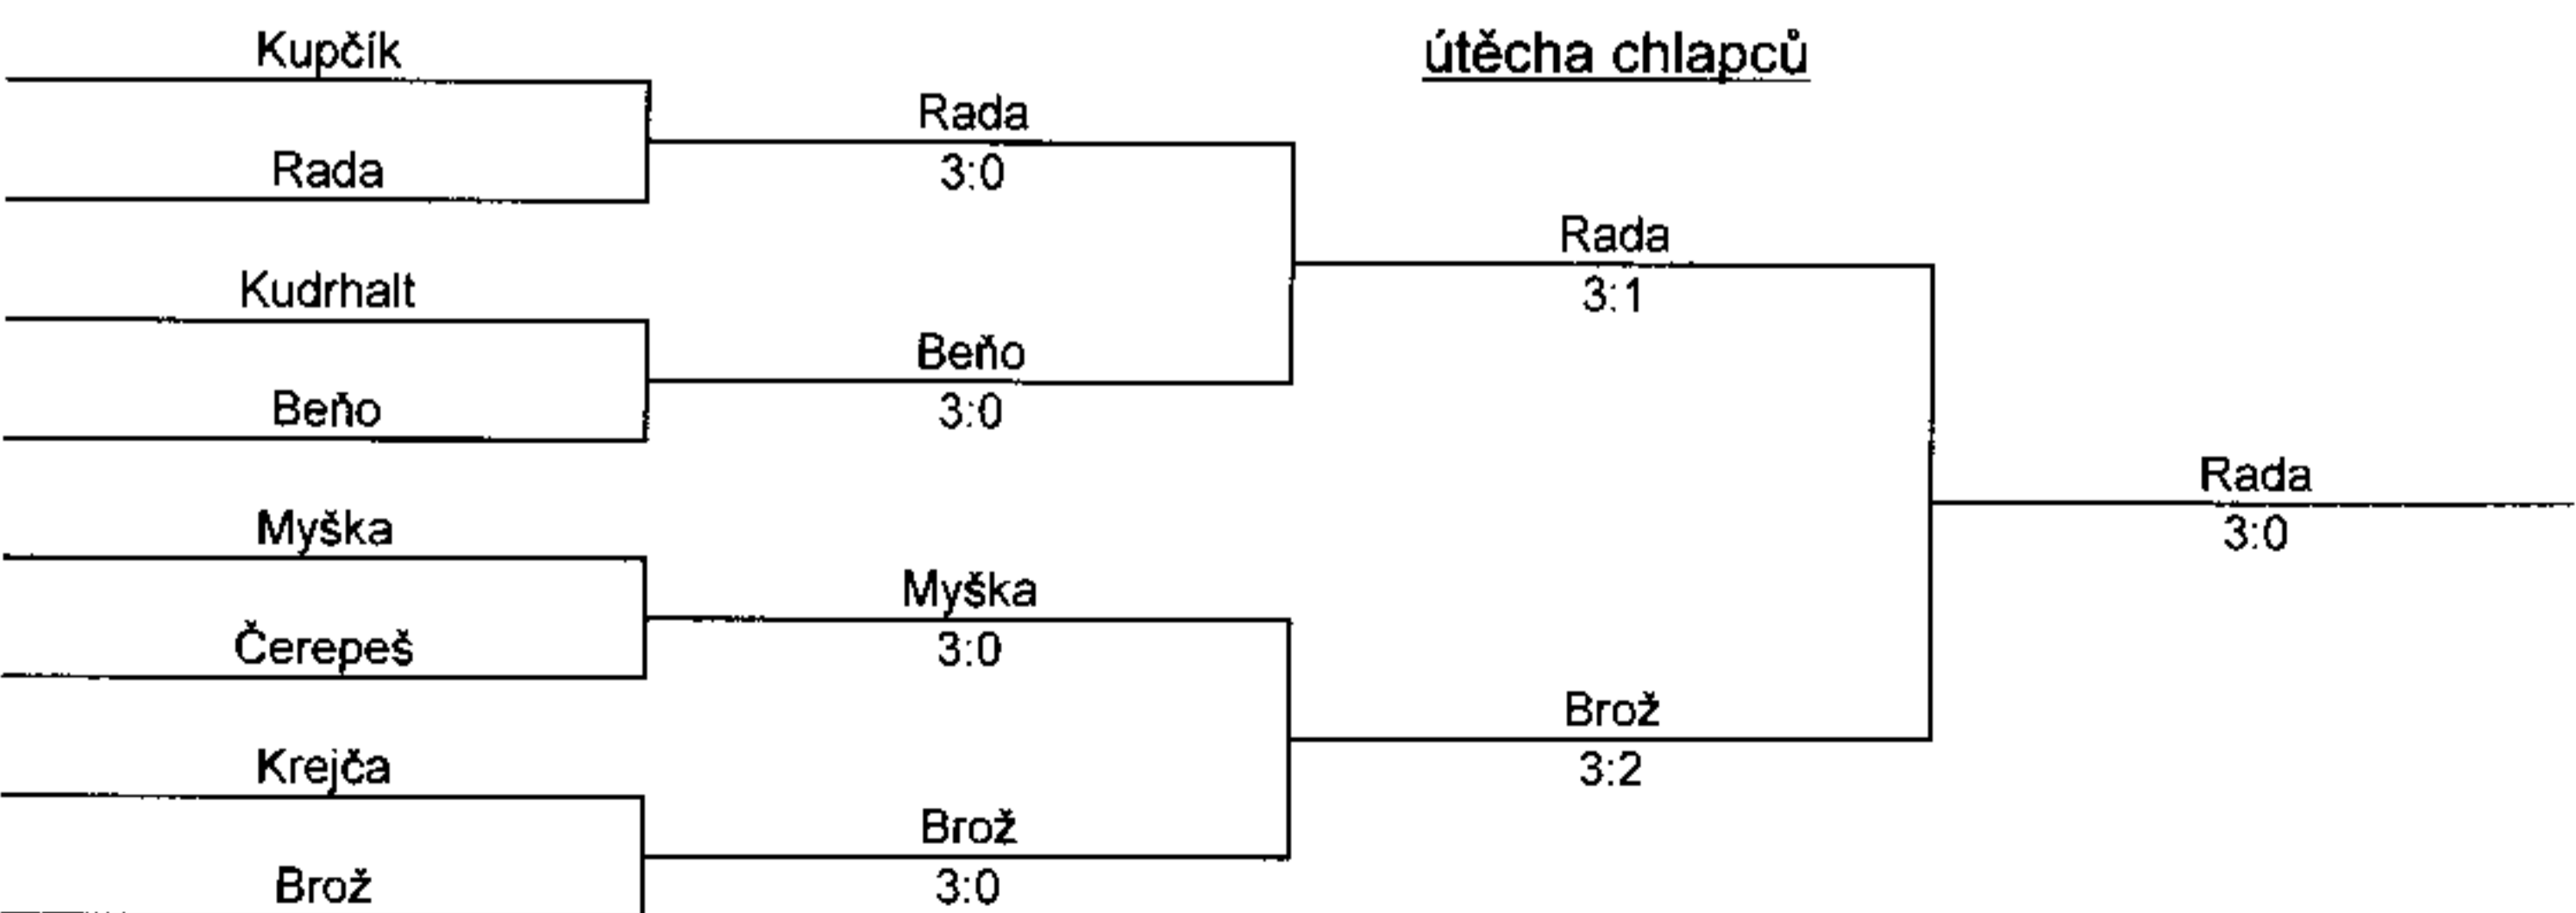 Kupčík
útěcha chlapců
Rada
3:0
Rada
Rada
3:1
Kudrhalt
Beňo
3:0
Beňo
Rada
3:0
Myška
Myška
3:0
Čerepeš
Brož
3:2
Krejča
Brož
3:0
Brož